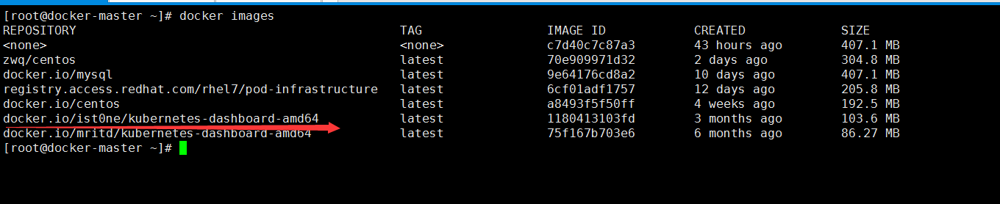 [root@docker-master ~]# docker images
REPOSITORY TAG IMAGE ID CREATED SIZE
<none> <none> c7d40c7c87a3 43 hours ago 407.1 MB
zwq/centos latest 70e909971d32 2 days ago 304.8 MB
docker.io/mysql latest 9e64176cd8a2 10 days ago 407.1 MB
registry.access.redhat.com/rhel7/pod-infrastructure latest 6cf01adf1757 12 days ago 205.8 MB
docker.io/centos latest a8493f5f50ff 4 weeks ago 192.5 MB
docker.io/ist0ne/kubernetes-dashboard-amd64 latest 1180413103fd 3 months ago 103.6 MB
docker.io/mritd/kubernetes-dashboard-amd64 latest 75f167b703e6 6 months ago 86.27 MB
[root@docker-master ~]#